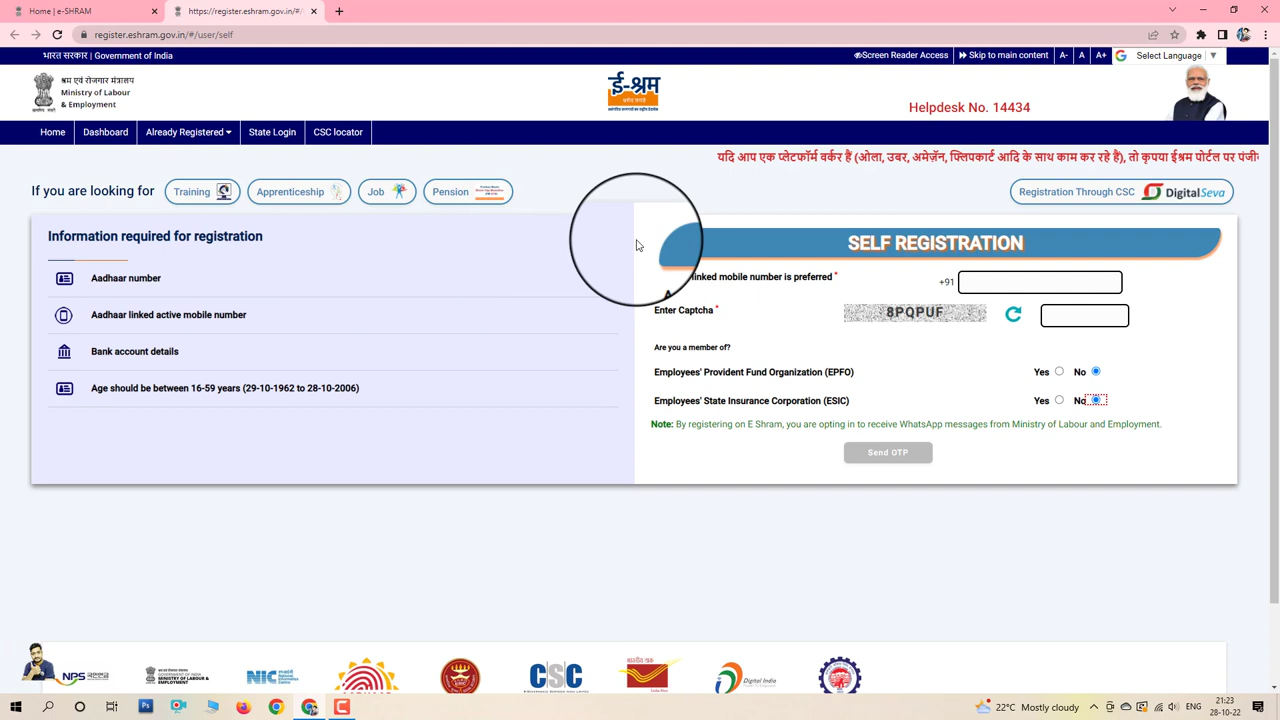 Home | e-SHRAM
https://register.eshram.gov.in/#/
register.eshram.gov.in/#/user/self
भारत सरकार | Government of India
Screen Reader Access
Skip to main content
A-
A
A+
Select Language
श्रम एवं रोजगार मंत्रालय
Ministry of Labour
& Employment
ई-श्रम
Helpdesk No. 14434
Home
Dashboard
Already Registered
State Login
CSC locator
यदि आप एक प्लेटफॉर्म वर्कर हैं (ओला, उबर, अमेज़ॅन, फ्लिपकार्ट आदि के साथ काम कर रहे हैं), तो कृपया ईश्रम पोर्टल पर
If you are looking for
Training
Apprenticeship
Job
Pension
Registration Through CSC
DigitalSeva
Information required for registration
Aadhaar number
Aadhaar linked active mobile number
Bank account details
Age should be between 16-59 years (29-10-1962 to 28-10-2006)
SELF REGISTRATION
linked mobile number is preferred *
+91
Enter Captcha *
8PQPUF
Are you a member of?
Employees' Provident Fund Organization (EPFO)
Yes
No
Employees' State Insurance Corporation (ESIC)
Yes
No
Note: By registering on E Shram, you are opting in to receive WhatsApp messages from Ministry of Labour and Employment.
Send OTP
NPS
NIC
CSC
Digital India
22°C Mostly cloudy
ENG
21:23
28-10-22